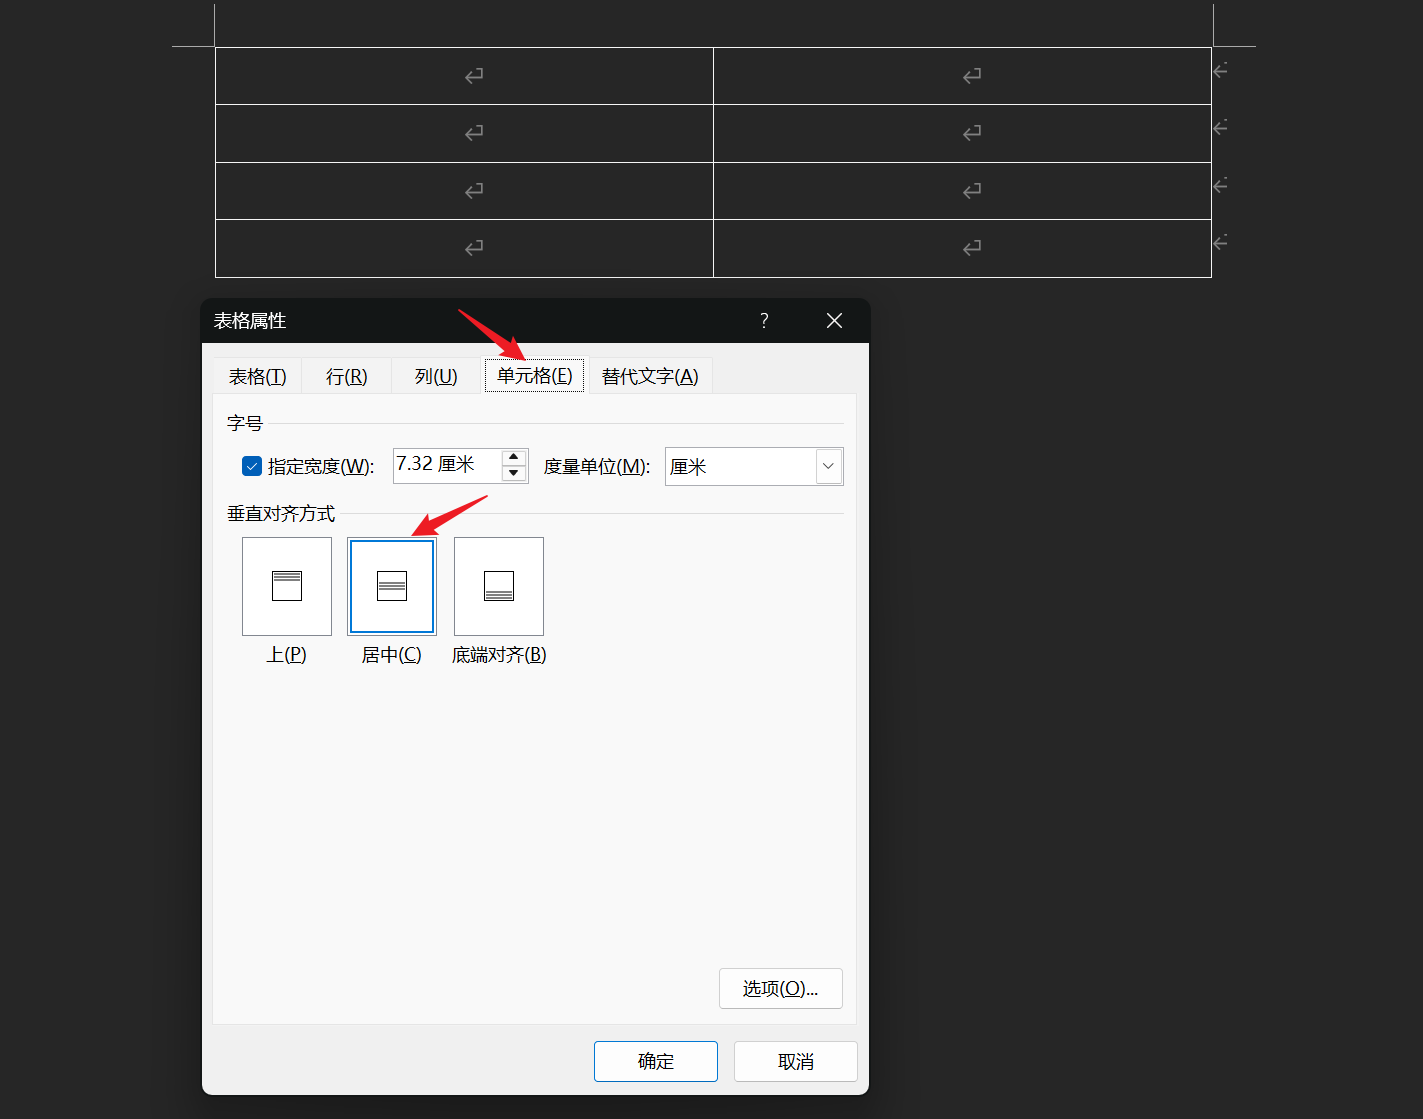 表格属性 ?
表格(T) 行(R) 列(U) 单元格(E) 替代文字(A)
字号
指定宽度(W): 7.32 厘米 度量单位(M): 厘米
垂直对齐方式
上(P) 居中(C) 底端对齐(B)
选项(O)...
确定 取消